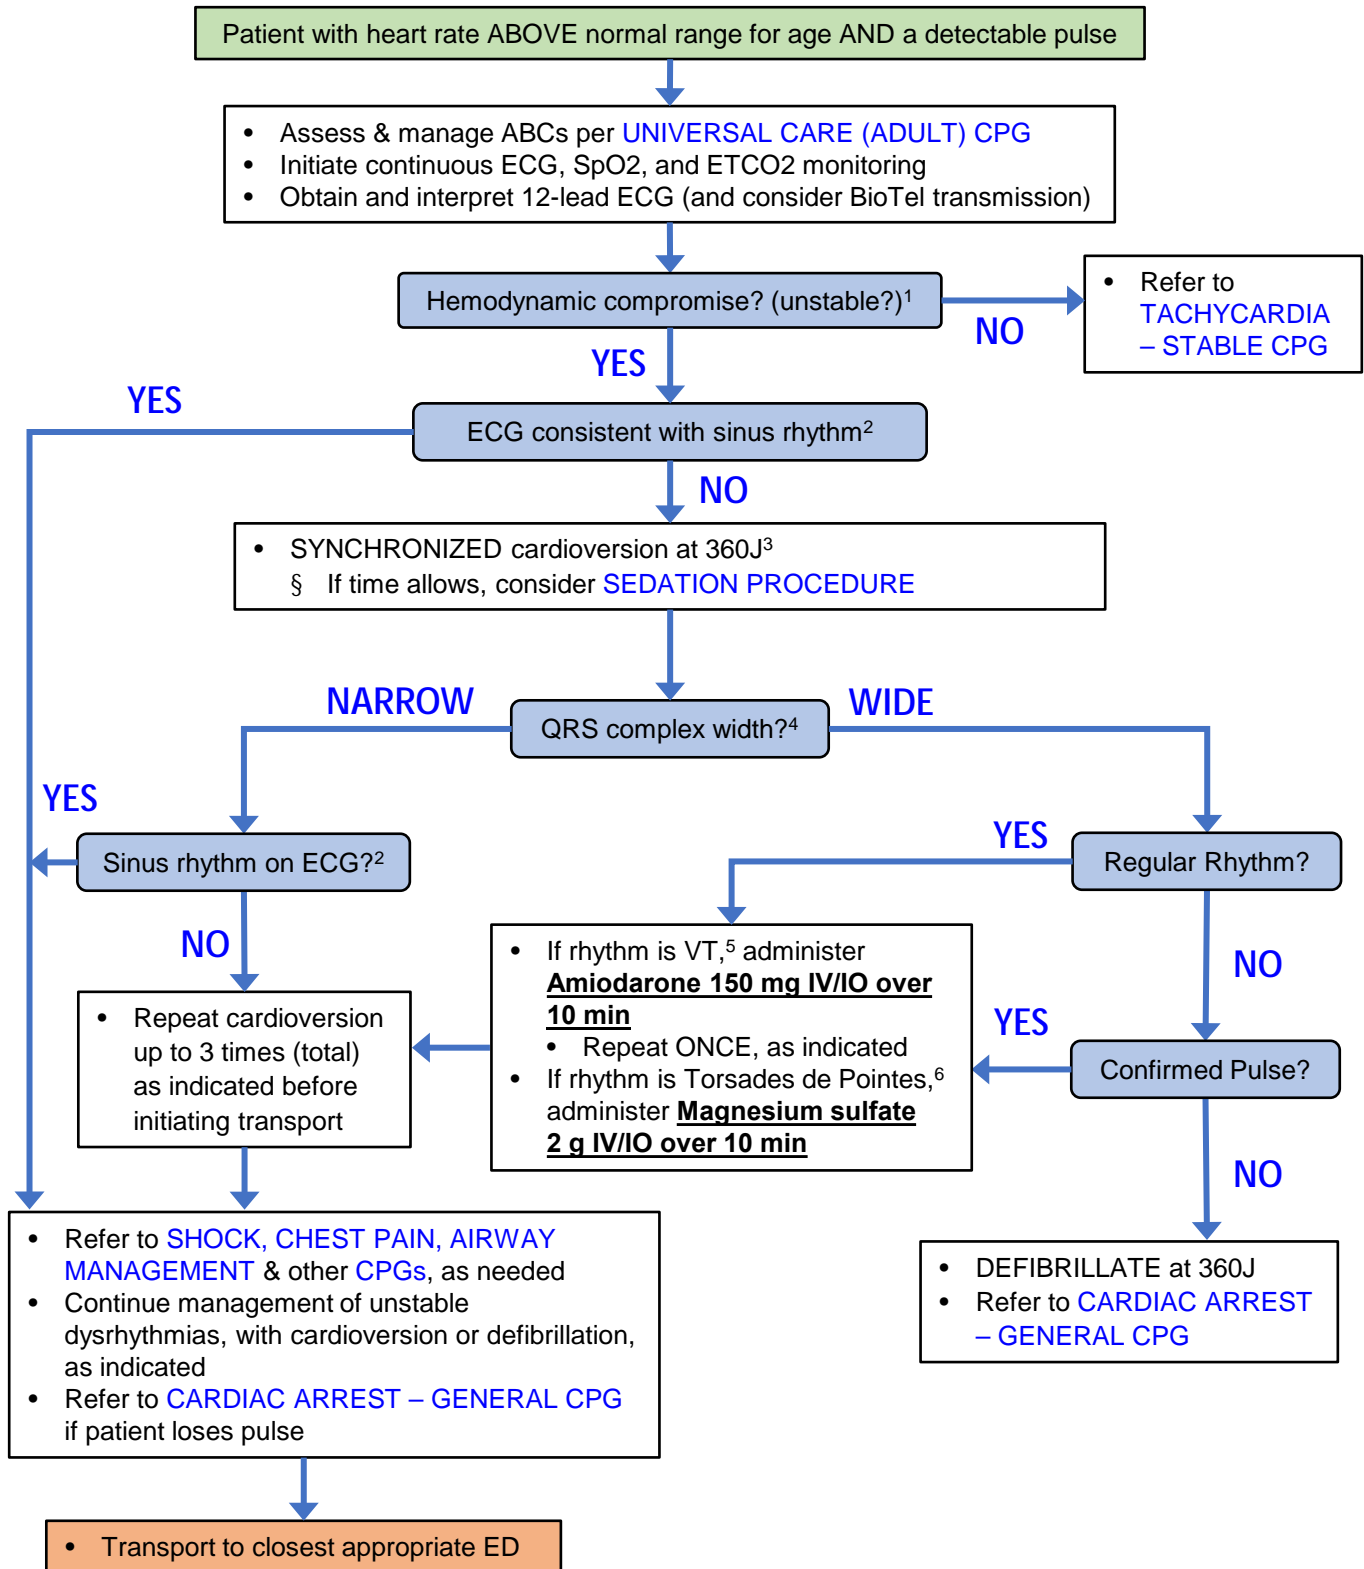 Patient with heart rate ABOVE normal range for age AND a detectable pulse
• Assess & manage ABCs per UNIVERSAL CARE (ADULT) CPG
• Initiate continuous ECG, SpO2, and ETCO2 monitoring
• Obtain and interpret 12-lead ECG (and consider BioTel transmission)
Hemodynamic compromise? (unstable?)¹
NO
• Refer to
TACHYCARDIA
– STABLE CPG
YES
YES
ECG consistent with sinus rhythm²
NO
• SYNCHRONIZED cardioversion at 360J³
§ If time allows, consider SEDATION PROCEDURE
NARROW
QRS complex width?⁴
WIDE
YES
Sinus rhythm on ECG?²
YES
Regular Rhythm?
NO
• Repeat cardioversion
up to 3 times (total)
as indicated before
initiating transport
• If rhythm is VT,⁵ administer
Amiodarone 150 mg IV/IO over
10 min
• Repeat ONCE, as indicated
• If rhythm is Torsades de Pointes,⁶
administer Magnesium sulfate
2 g IV/IO over 10 min
NO
YES
Confirmed Pulse?
NO
• Refer to SHOCK, CHEST PAIN, AIRWAY
MANAGEMENT & other CPGs, as needed
• Continue management of unstable
dysrhythmias, with cardioversion or defibrillation,
as indicated
• Refer to CARDIAC ARREST – GENERAL CPG
if patient loses pulse
• DEFIBRILLATE at 360J
• Refer to CARDIAC ARREST
– GENERAL CPG
• Transport to closest appropriate ED